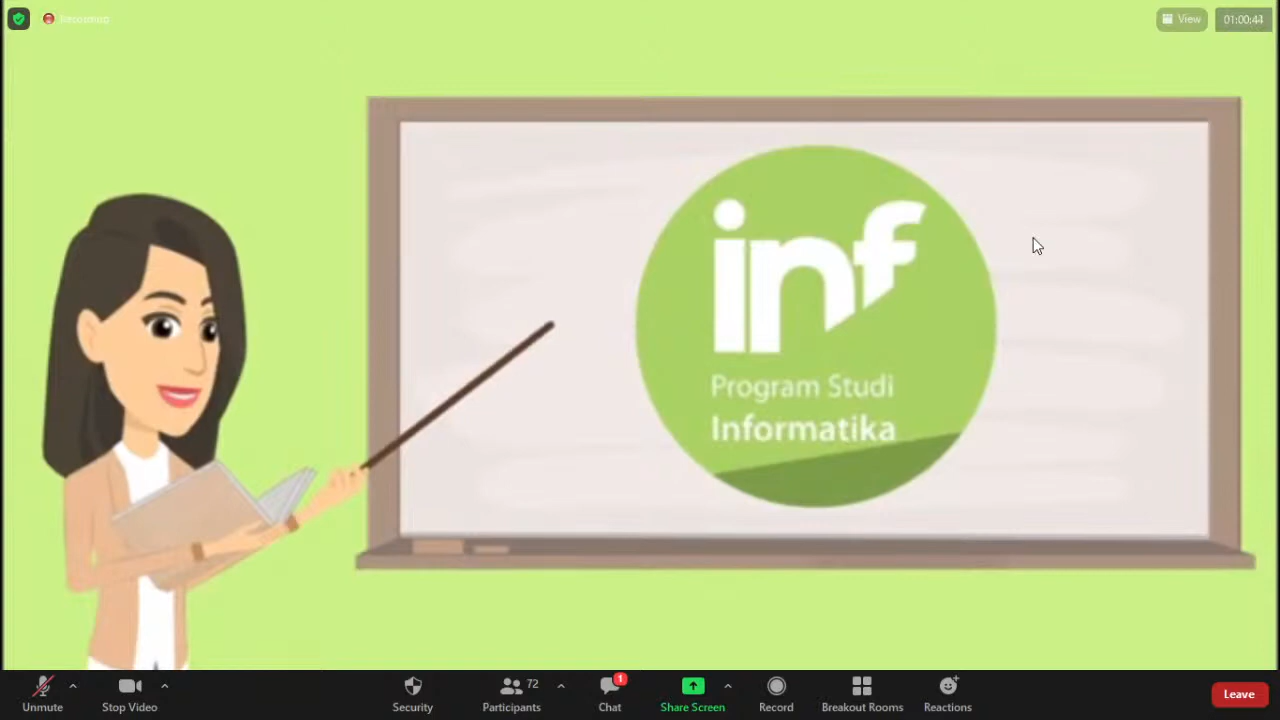 Recording
View
01:00:44
inf
Program Studi
Informatika
Unmute
Stop Video
Security
72
Participants
1
Chat
Share Screen
Record
Breakout Rooms
Reactions
Leave